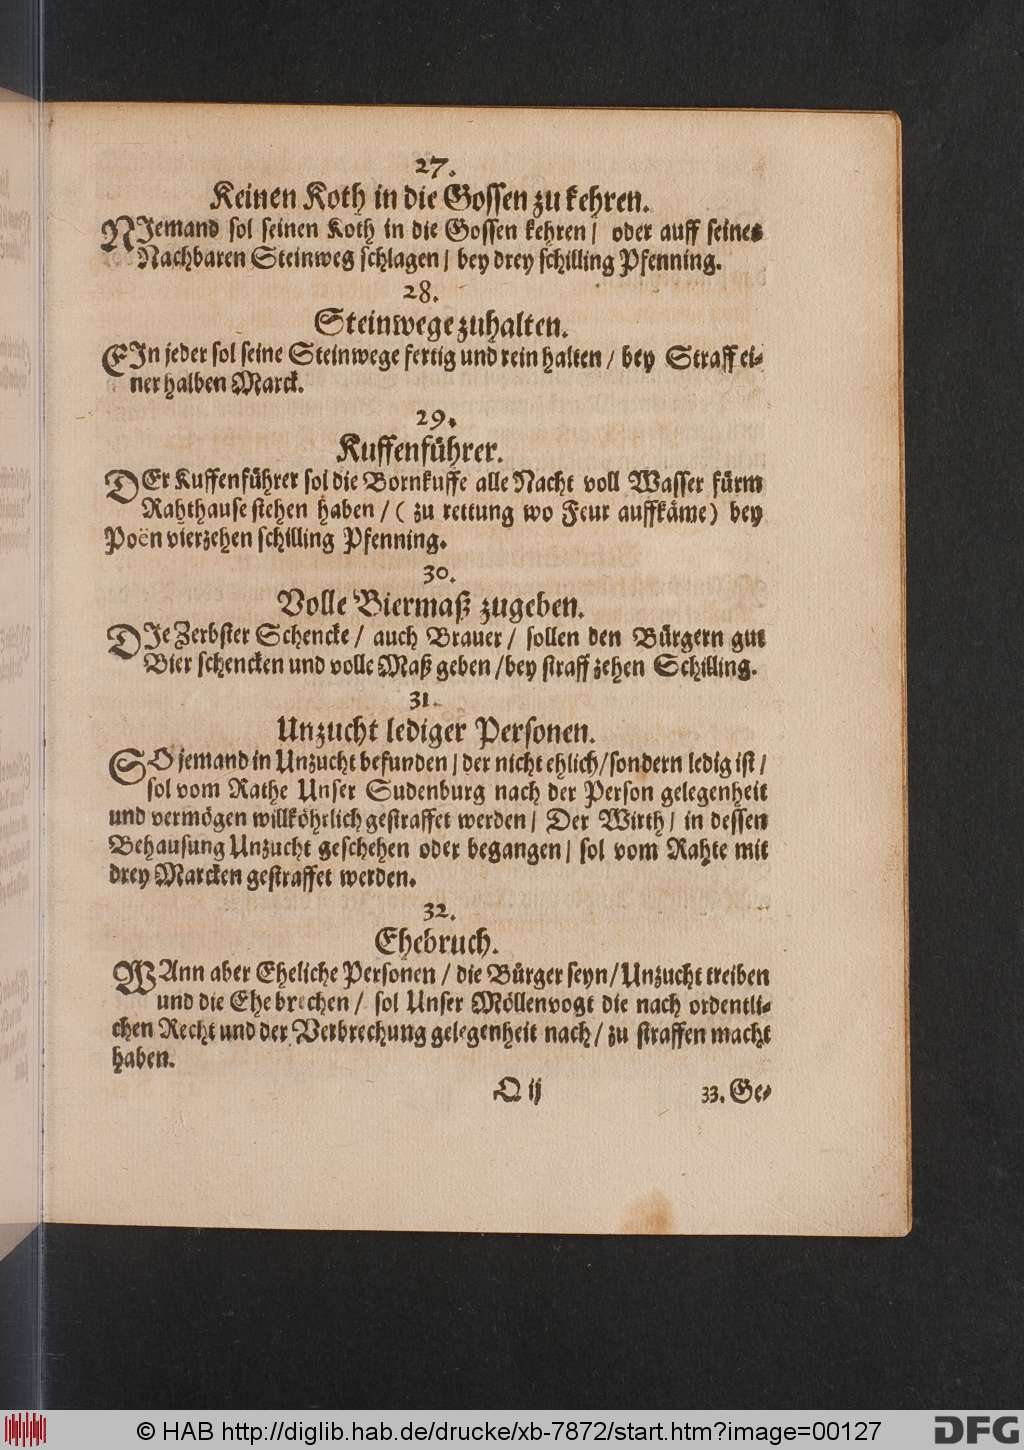 27.
Keinen Koth in die Gossen zu kehren.
NIemand sol seinen Koth in die Gossen kehren / oder auff seines
Nachbaren Steinweg schlagen / bey drey schilling Pfenning.
28.
Steinwege zuhalten.
EIn jeder sol seine Steinwege fertig und rein halten / bey Straff ei-
ner halben Marck.
29.
Kuffenführer.
DEr Kuffenführer sol die Bornkuffe alle Nacht voll Wasser fürm
Rahthause stehen haben / ( zu rettung wo Feur auffkäme) bey
Poën vierzehen schilling Pfenning.
30.
Volle Biermaß zugeben.
DIe Zerbster Schencke / auch Brauer / sollen den Bürgern gut
Bier schencken und volle Maß geben / bey straff zehen Schilling.
31.
Unzucht lediger Personen.
SO jemand in Unzucht befunden / der nicht ehlich / sondern ledig ist /
sol vom Rathe Unser Sudenburg nach der Person gelegenheit
und vermögen willköhrlich gestraffet werden / Der Wirth / in dessen
Behausung Unzucht geschehen oder begangen / sol vom Rahte mit
drey Marcken gestraffet werden.
32.
Ehebruch.
WAnn aber Eheliche Personen / die Bürger seyn / Unzucht treiben
und die Ehe brechen / sol Unser Möllenvogt die nach ordentli-
chen Recht und der Verbrechung gelegenheit nach / zu straffen macht
haben.
Q ij 33. Ge-
© HAB http://diglib.hab.de/drucke/xb-7872/start.htm?image=00127
DFG